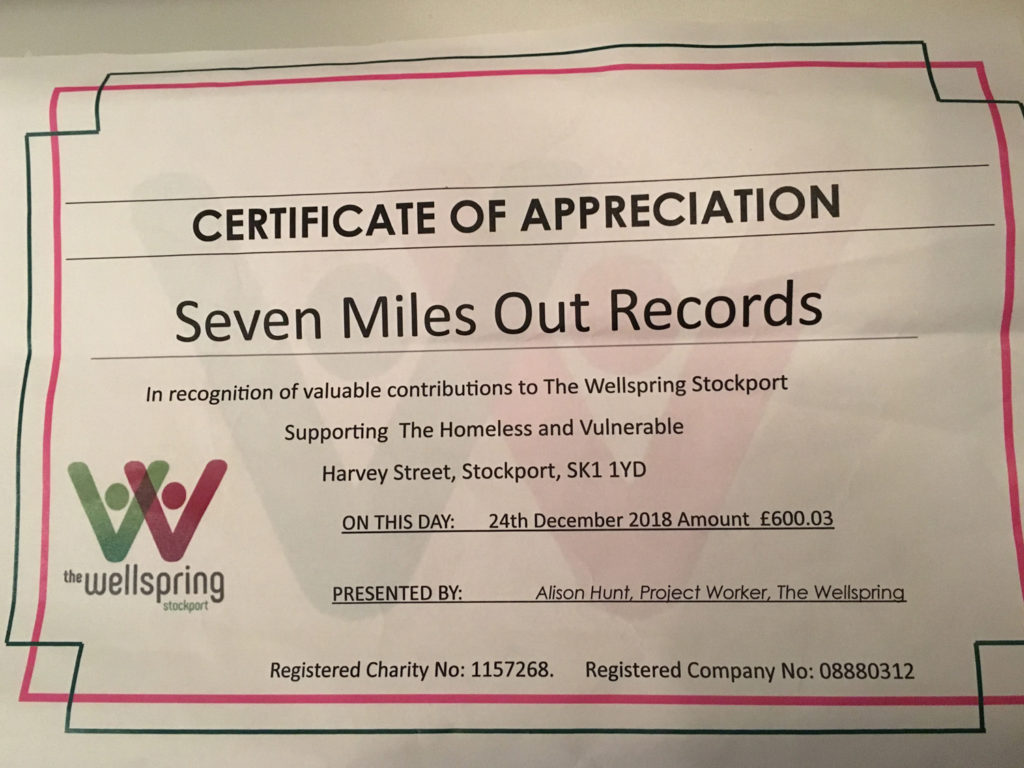 CERTIFICATE OF APPRECIATION
Seven Miles Out Records
In recognition of valuable contributions to The Wellspring Stockport
Supporting The Homeless and Vulnerable
Harvey Street, Stockport, SK1 1YD
ON THIS DAY: 24th December 2018 Amount £600.03
the wellspring
stockport
PRESENTED BY: Alison Hunt, Project Worker, The Wellspring
Registered Charity No: 1157268. Registered Company No: 08880312